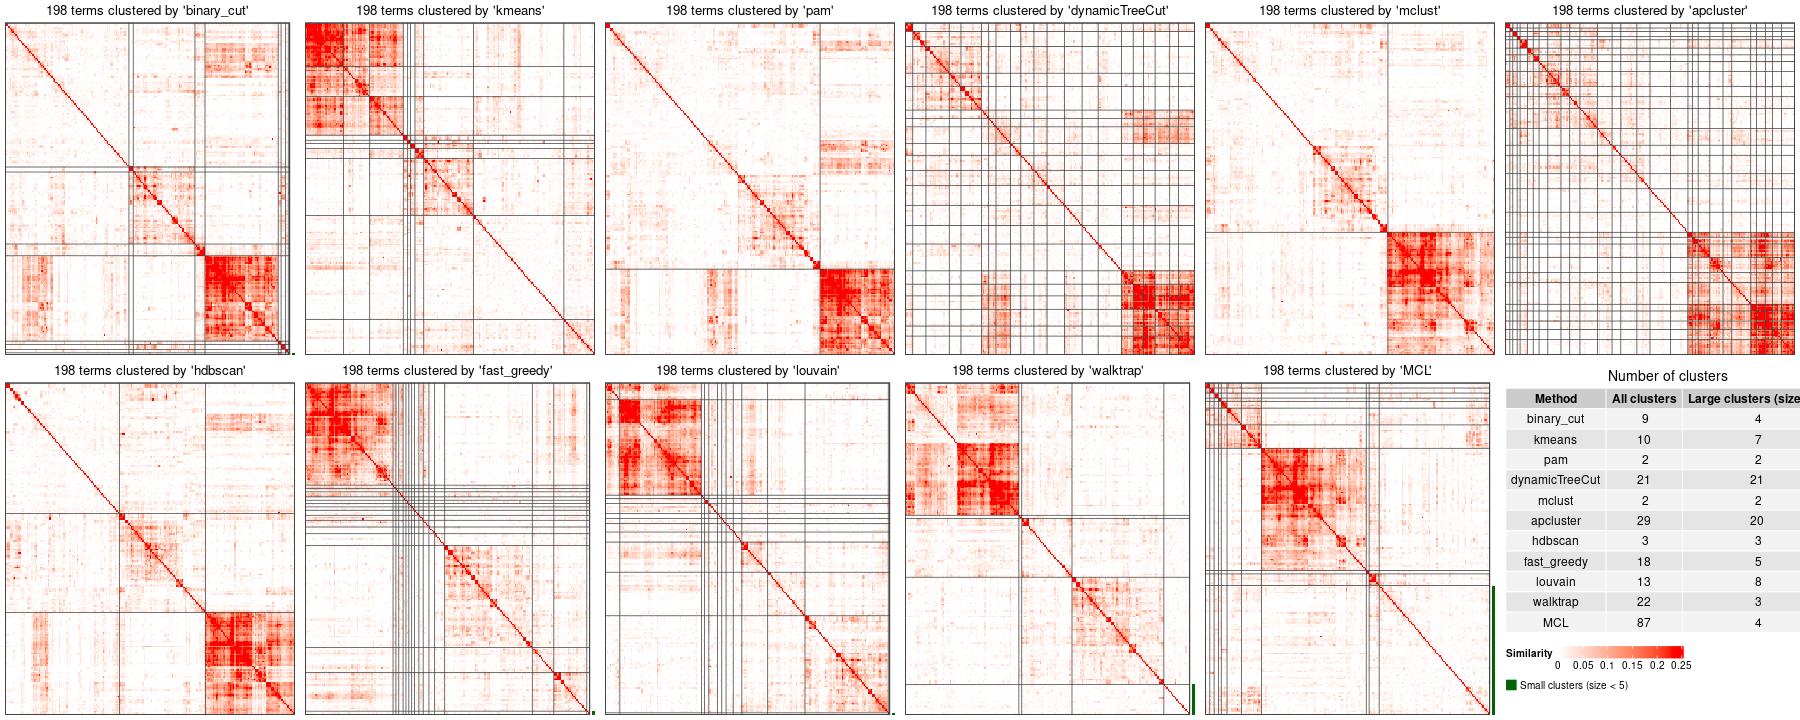 198 terms clustered by 'binary_cut'
198 terms clustered by 'kmeans'
198 terms clustered by 'pam'
198 terms clustered by 'dynamicTreeCut'
198 terms clustered by 'mclust'
198 terms clustered by 'apcluster'
198 terms clustered by 'hdbscan'
198 terms clustered by 'fast_greedy'
198 terms clustered by 'louvain'
198 terms clustered by 'walktrap'
198 terms clustered by 'MCL'
Number of clusters
Method All clusters Large clusters (size
binary_cut 9 4
kmeans 10 7
pam 2 2
dynamicTreeCut 21 21
mclust 2 2
apcluster 29 20
hdbscan 3 3
fast_greedy 18 5
louvain 13 8
walktrap 22 3
MCL 87 4
Similarity
0 0.05 0.1 0.15 0.2 0.25
Small clusters (size < 5)